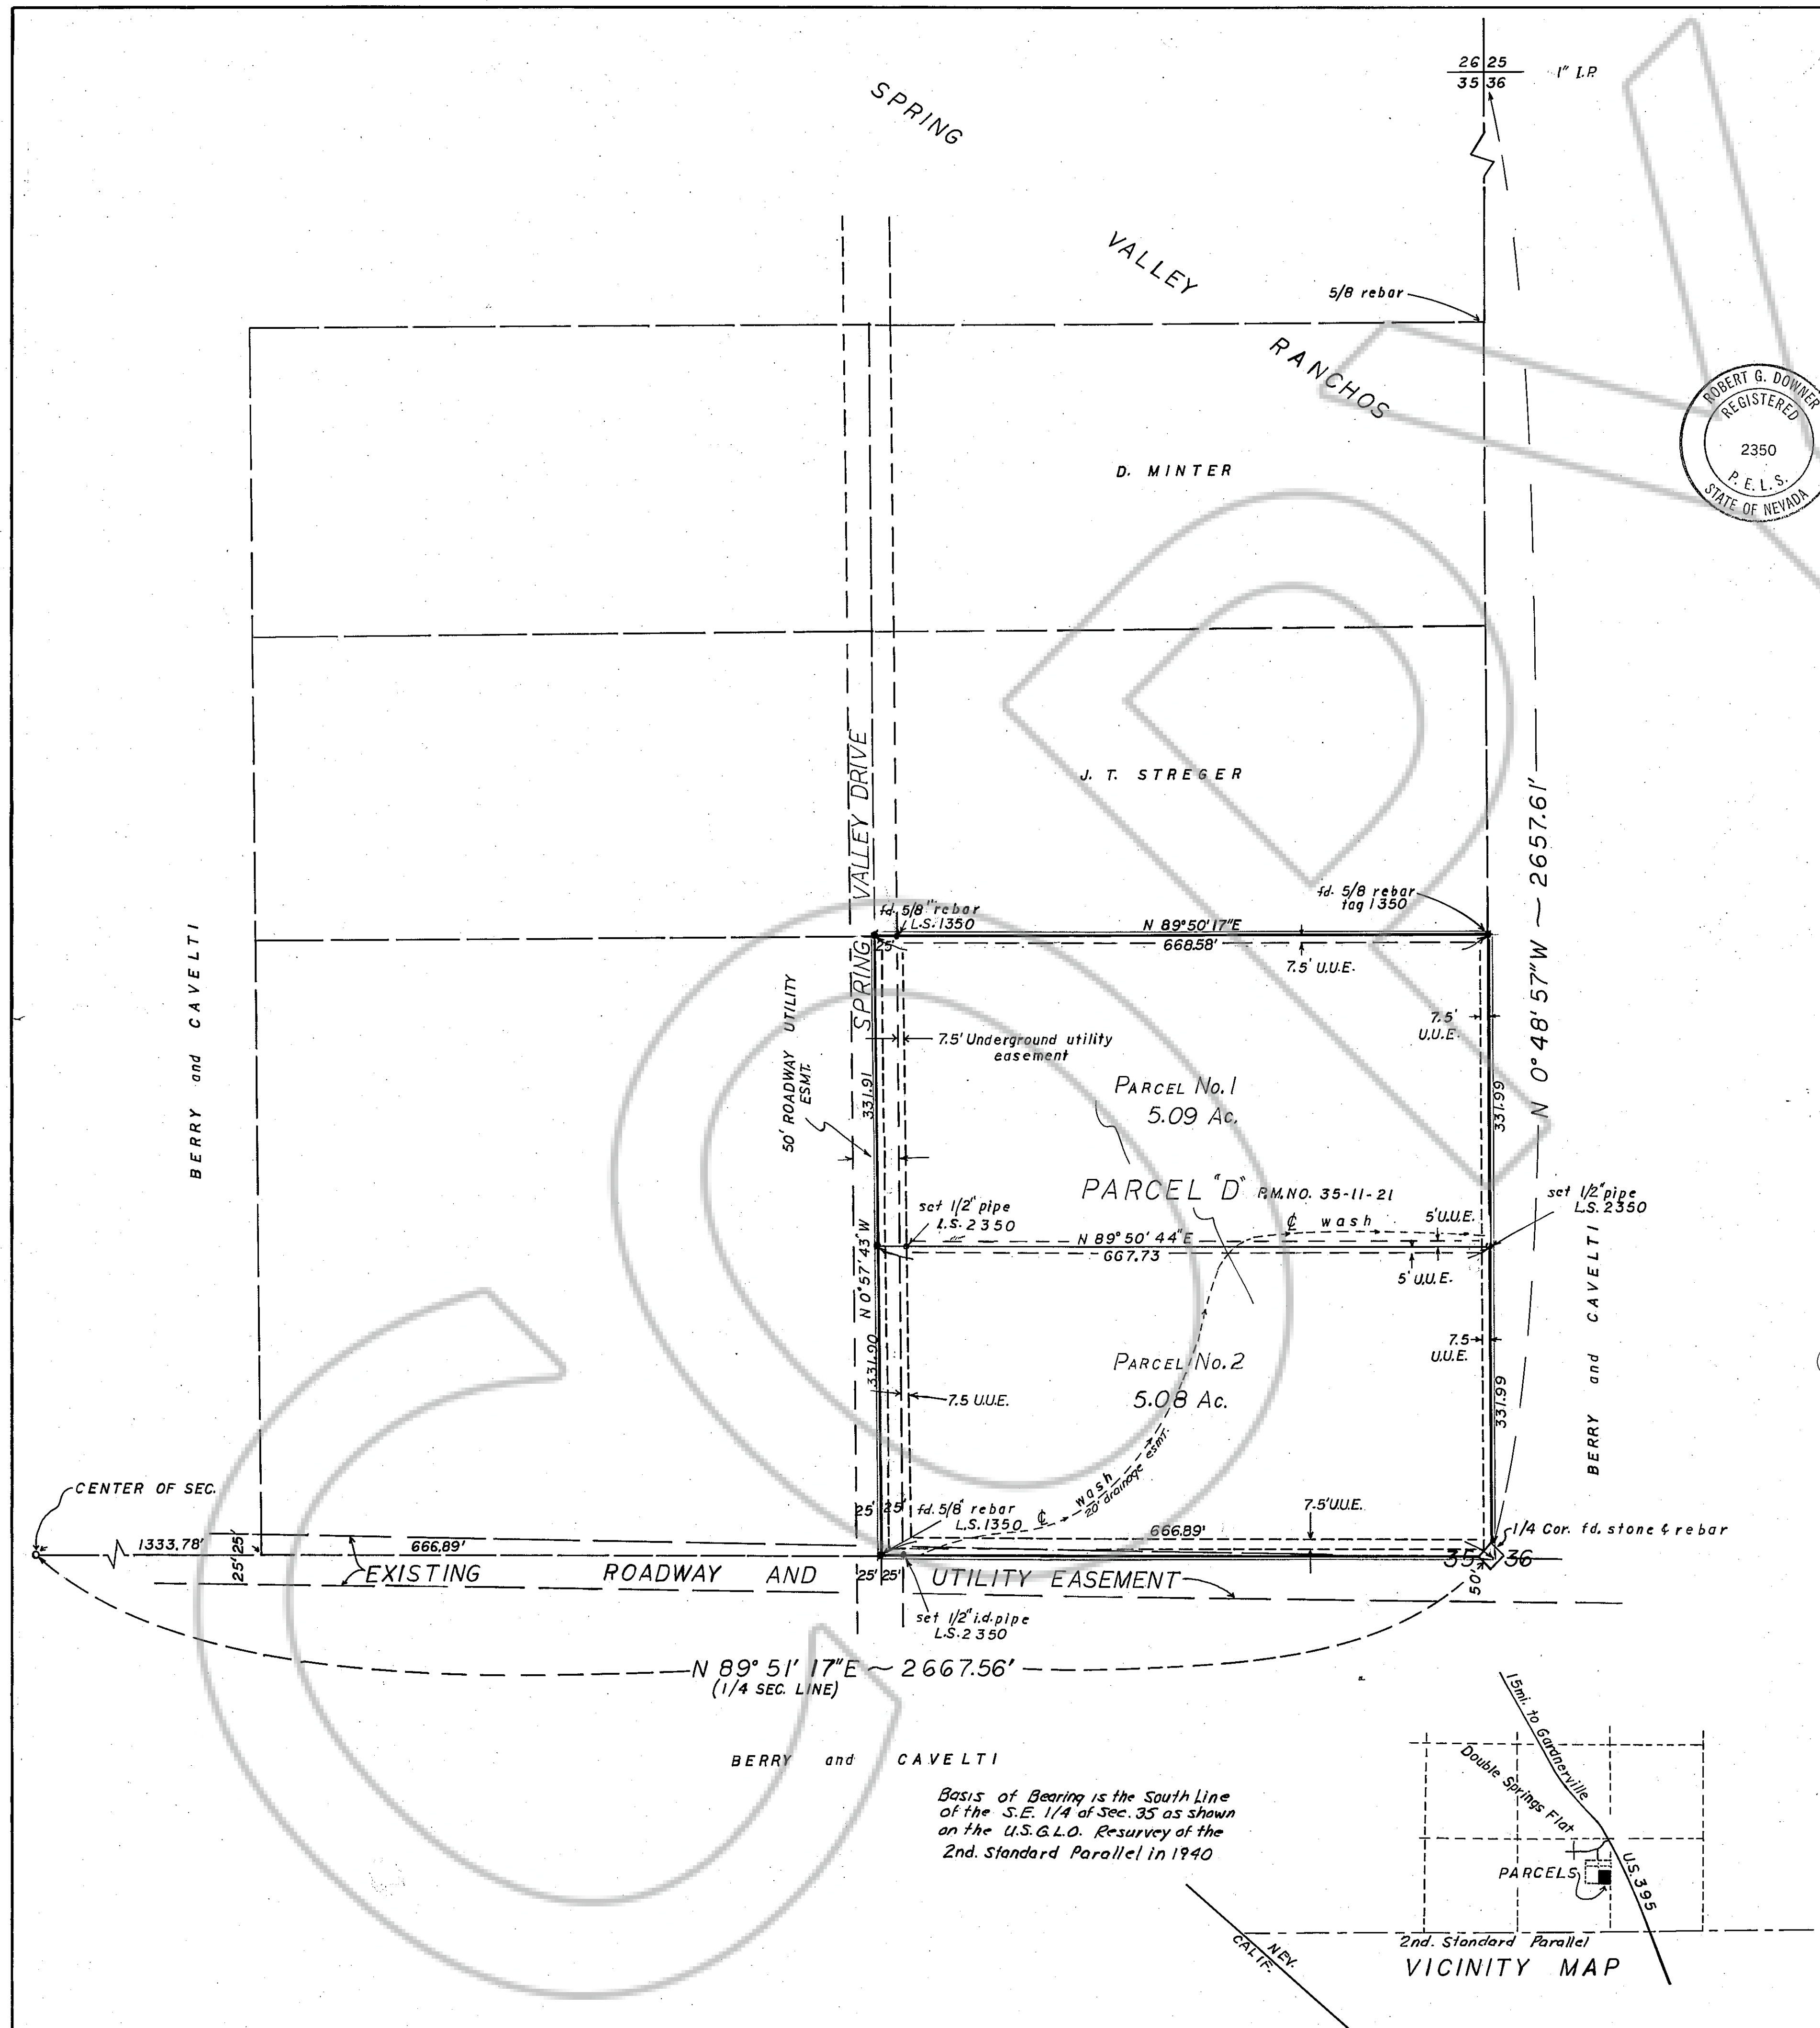 26 25
35 36
1" I.P.
SPRING
VALLEY
RANCHOS
5/8 rebar
ROBERT G. DOWNER
REGISTERED
2350
P.E.L.S.
STATE OF NEVADA
D. MINTER
J. T. STREGER
SPRING VALLEY DRIVE
N 0° 48' 57" W ~ 2657.61'
fd. 5/8 rebar
tag 1350
fd. 5/8" rebar
L.S. 1350
N 89° 50' 17" E
668.58'
25'
7.5' U.U.E.
BERRY and CAVELTI
50' ROADWAY UTILITY
ESMT.
7.5' Underground utility
easement
7.5'
U.U.E.
331.91
331.99
PARCEL No. 1
5.09 Ac.
PARCEL "D" P.M. NO. 35-11-21
set 1/2" pipe
L.S. 2350
set 1/2" pipe
L.S. 2350
℄ wash
5' U.U.E.
N 89° 50' 44" E
667.73
5' U.U.E.
N 0° 57' 43" W
BERRY and CAVELTI
7.5
U.U.E.
PARCEL No. 2
5.08 Ac.
331.90
331.99
7.5 U.U.E.
℄ wash
20' drainage esmt.
CENTER OF SEC.
25' 25'
fd. 5/8" rebar
L.S. 1350
7.5' U.U.E.
666.89'
1/4 Cor. fd. stone & rebar
1333.78'
25' 25'
666.89'
35 36
EXISTING ROADWAY AND UTILITY EASEMENT
25' 25'
50'
set 1/2" i.d. pipe
L.S. 2350
N 89° 51' 17" E ~ 2667.56'
(1/4 SEC. LINE)
BERRY and CAVELTI
Basis of Bearing is the South Line
of the S.E. 1/4 of Sec. 35 as shown
on the U.S.G.L.O. Resurvey of the
2nd. Standard Parallel in 1940
15 mi. to Gardnerville
Double Springs Flat
U.S. 395
PARCELS
2nd. Standard Parallel
NEV.
CALIF.
VICINITY MAP
COPY